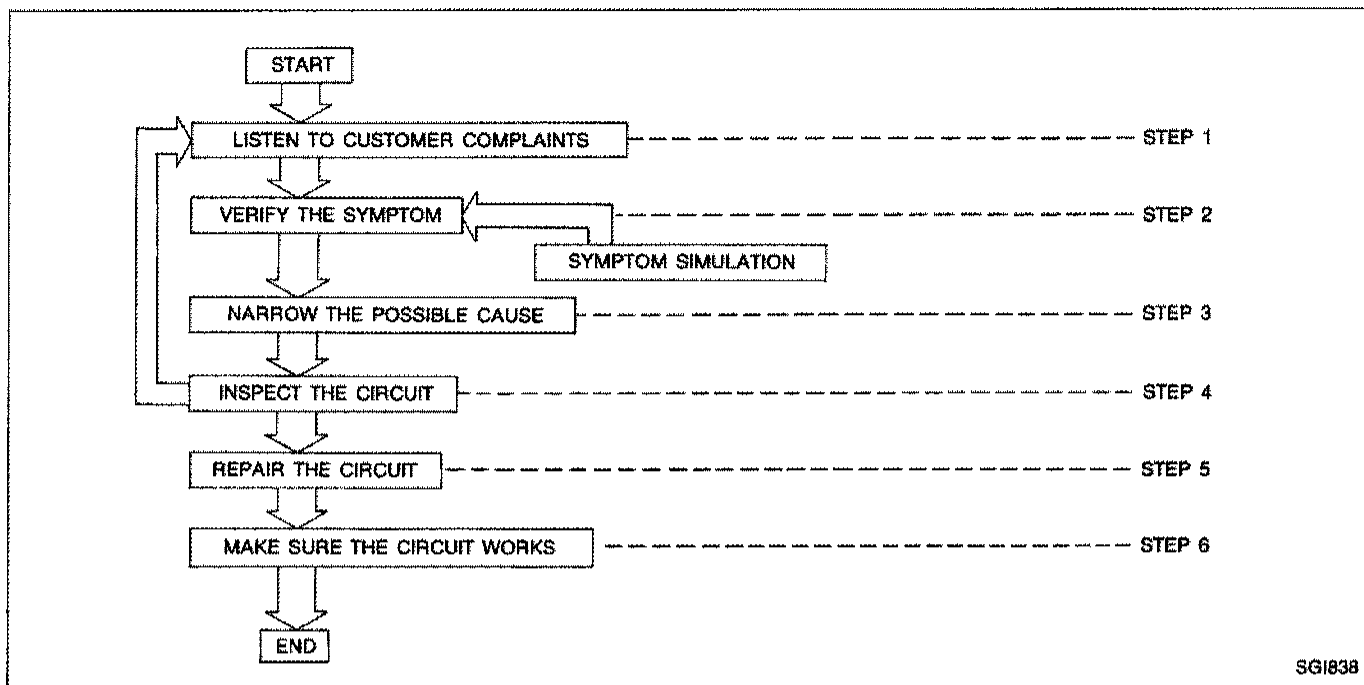 START
LISTEN TO CUSTOMER COMPLAINTS STEP 1
VERIFY THE SYMPTOM STEP 2
SYMPTOM SIMULATION
NARROW THE POSSIBLE CAUSE STEP 3
INSPECT THE CIRCUIT STEP 4
REPAIR THE CIRCUIT STEP 5
MAKE SURE THE CIRCUIT WORKS STEP 6
END
SGI838